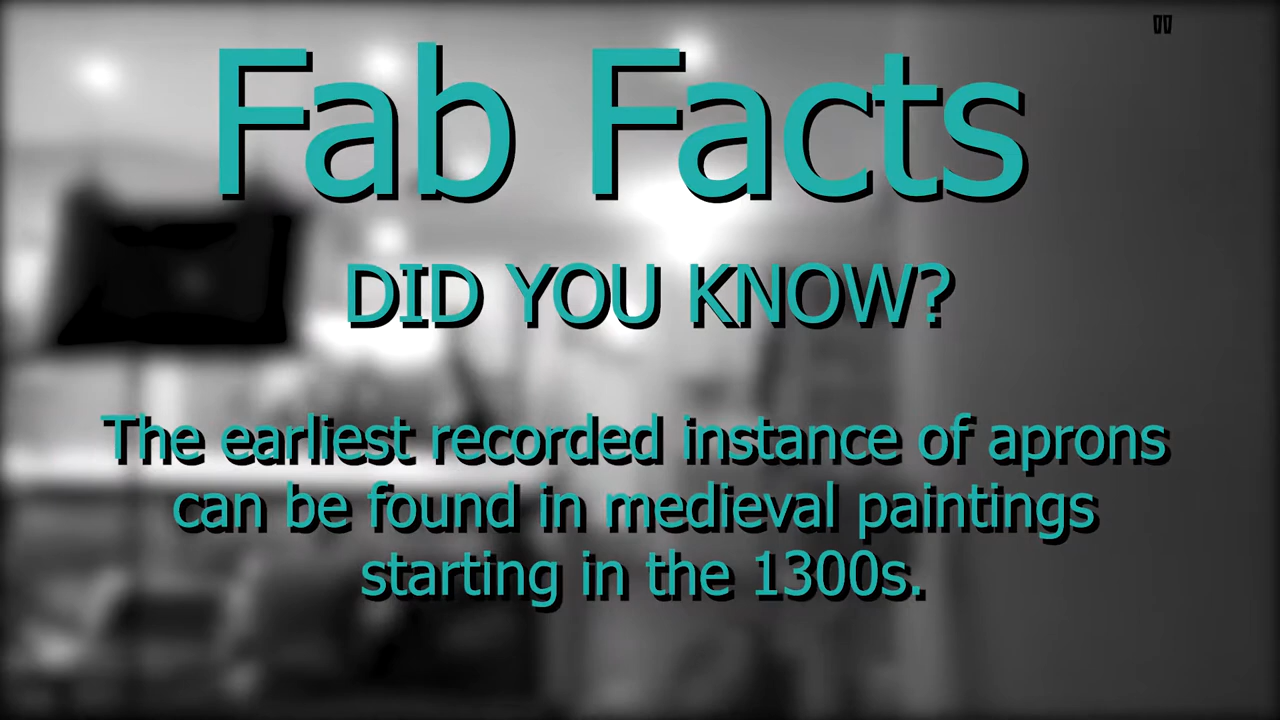 Fab Facts
DID YOU KNOW?
The earliest recorded instance of aprons
can be found in medieval paintings
starting in the 1300s.